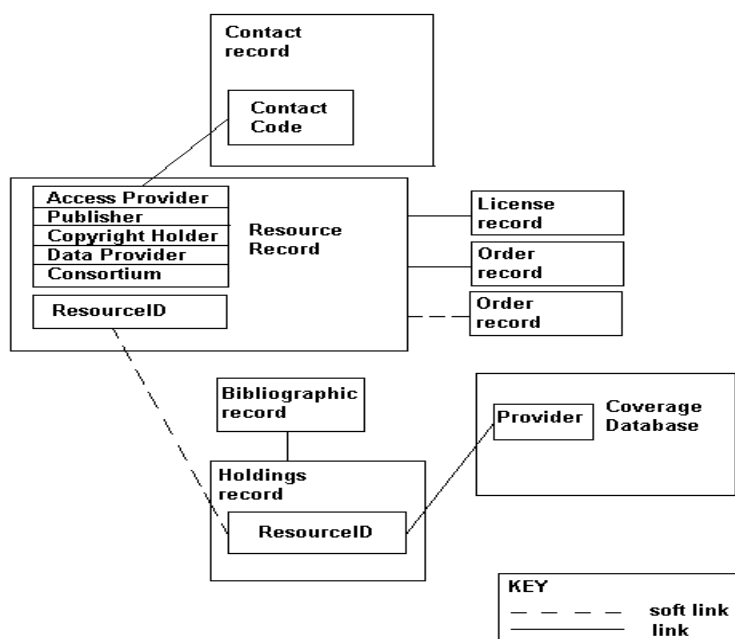 Contact
record
Contact
Code
Access Provider
Publisher
Copyright Holder
Data Provider
Consortium
Resource
Record
ResourceID
License
record
Order
record
Order
record
Bibliographic
record
Holdings
record
ResourceID
Provider
Coverage
Database
KEY
soft link
link